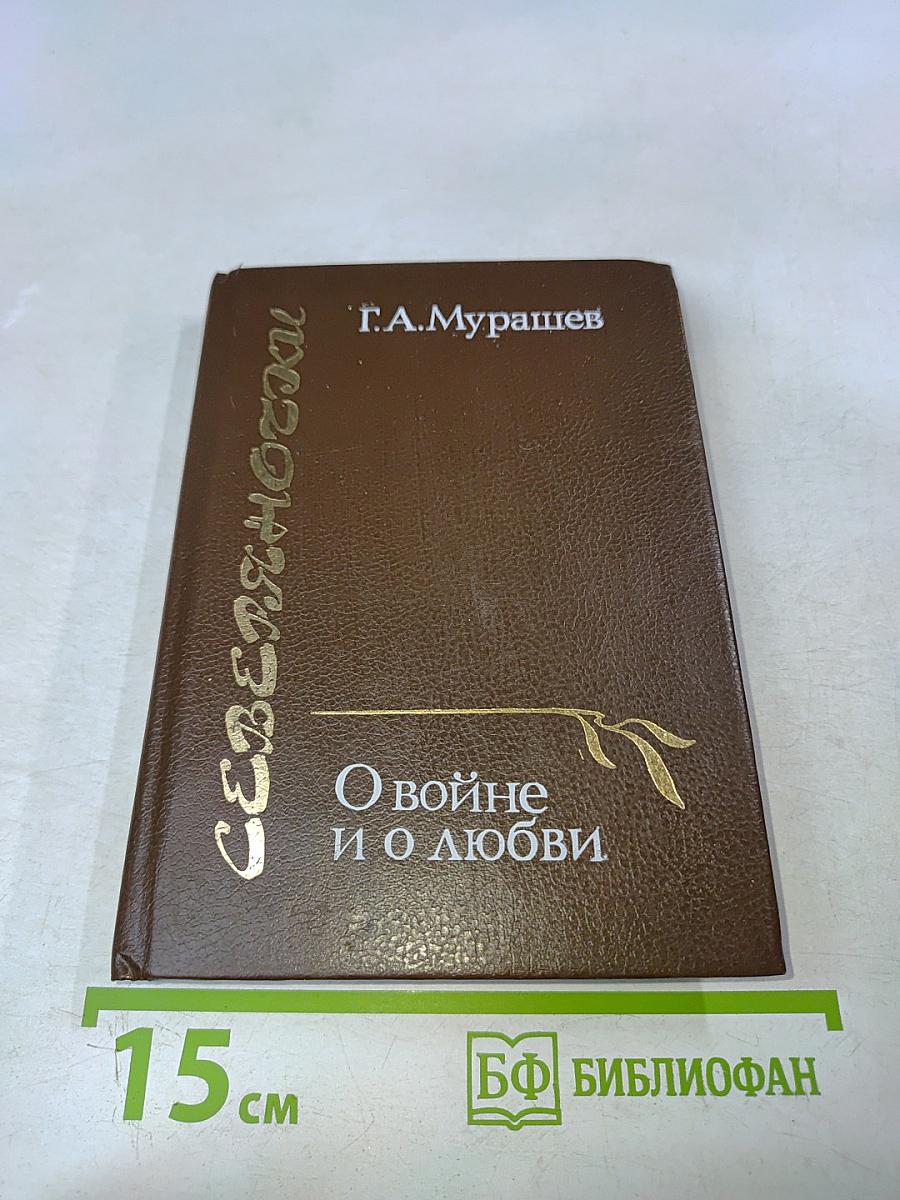 Г.А.Мурашев
СЕВЕРЯНОЧКИ
О войне
и о любви
15 см
БФ БИБЛИОФАН